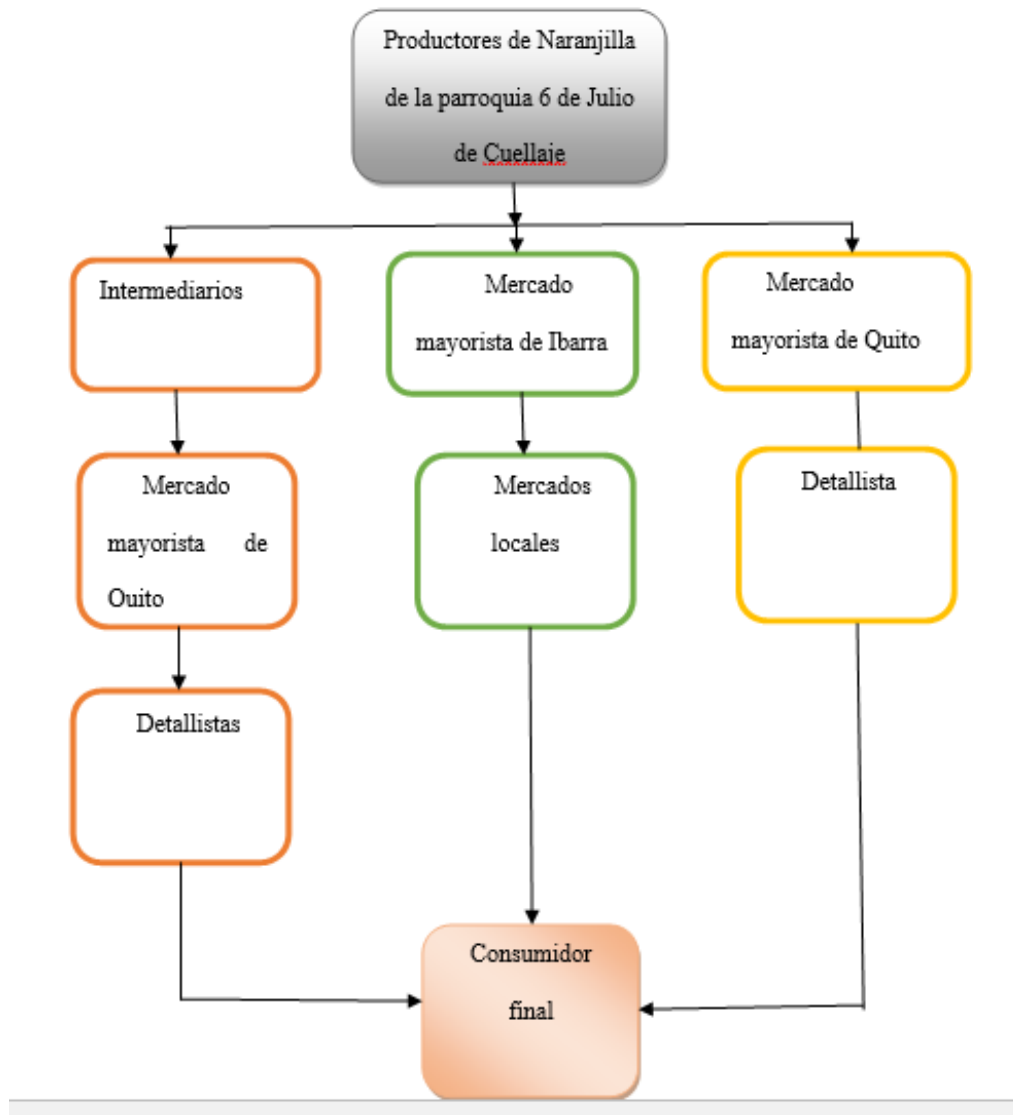 Productores de Naranjilla
de la parroquia 6 de Julio
de Cuellaje
Intermediarios
Mercado
mayorista de Ibarra
Mercado
mayorista de Quito
Mercado
mayorista de
Quito
Mercados
locales
Detallista
Detallistas
Consumidor
final